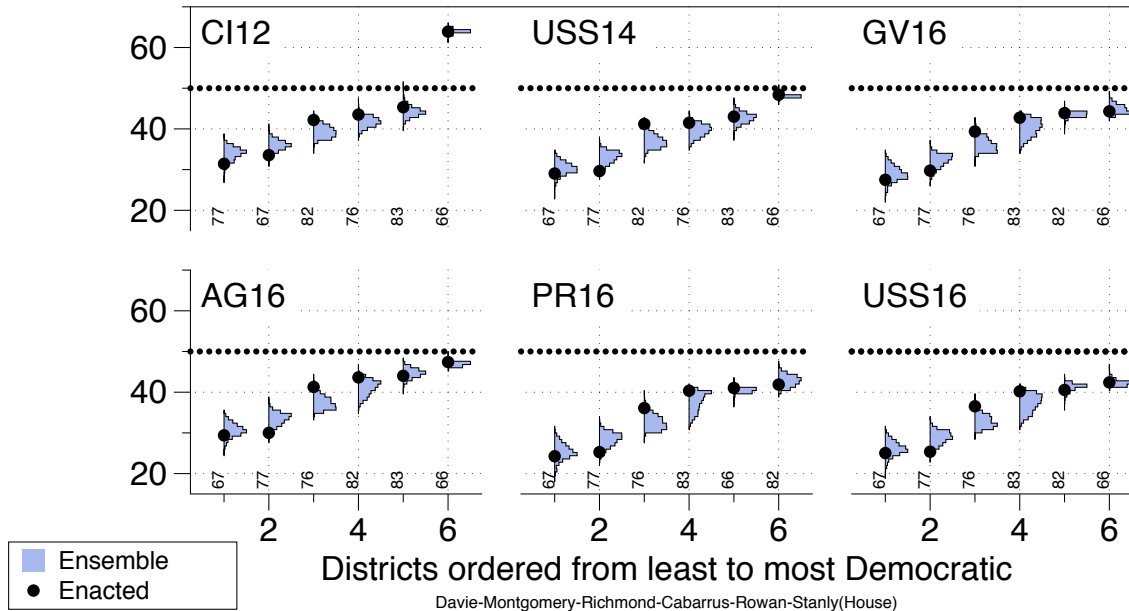 CI12 USS14 GV16
60
40
20
77 67 82 76 83 66
67 77 82 76 83 66
67 77 76 83 82 66
AG16 PR16 USS16
60
40
20
67 77 76 82 83 66
67 77 76 83 66 82
67 77 76 83 82 66
2 4 6 2 4 6 2 4 6
Ensemble
Enacted
Districts ordered from least to most Democratic
Davie-Montgomery-Richmond-Cabarrus-Rowan-Stanly(House)